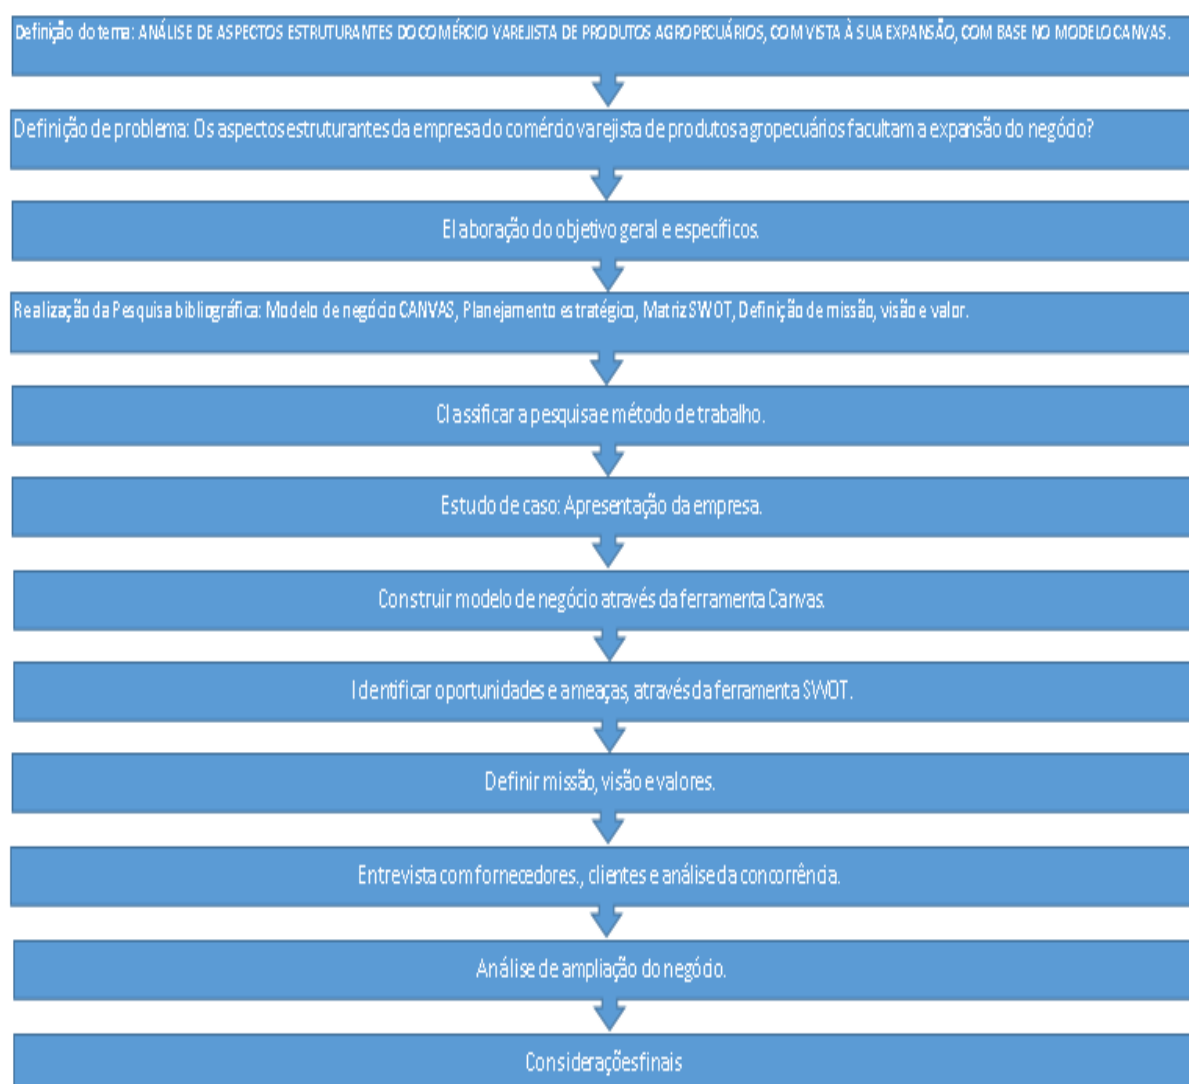 Definição do tema: ANÁLISE DE ASPECTOS ESTRUTURANTES DO COMÉRCIO VAREJISTA DE PRODUTOS AGROPECUÁRIOS, COM VISTA À SUA EXPANSÃO, COM BASE NO MODELO CANVAS.
Definição de problema: Os aspectos estruturantes da empresa do comércio varejista de produtos agropecuários facultam a expansão do negócio?
Elaboração do objetivo geral e específicos.
Realização da Pesquisa bibliográfica: Modelo de negócio CANVAS, Planejamento estratégico, Matriz SWOT, Definição de missão, visão e valor.
Classificar a pesquisa e método de trabalho.
Estudo de caso: Apresentação da empresa.
Construir modelo de negócio através da ferramenta Canvas.
Identificar oportunidades e ameaças, através da ferramenta SWOT.
Definir missão, visão e valores.
Entrevista com fornecedores., clientes e análise da concorrência.
Análise de ampliação do negócio.
Considerações finais